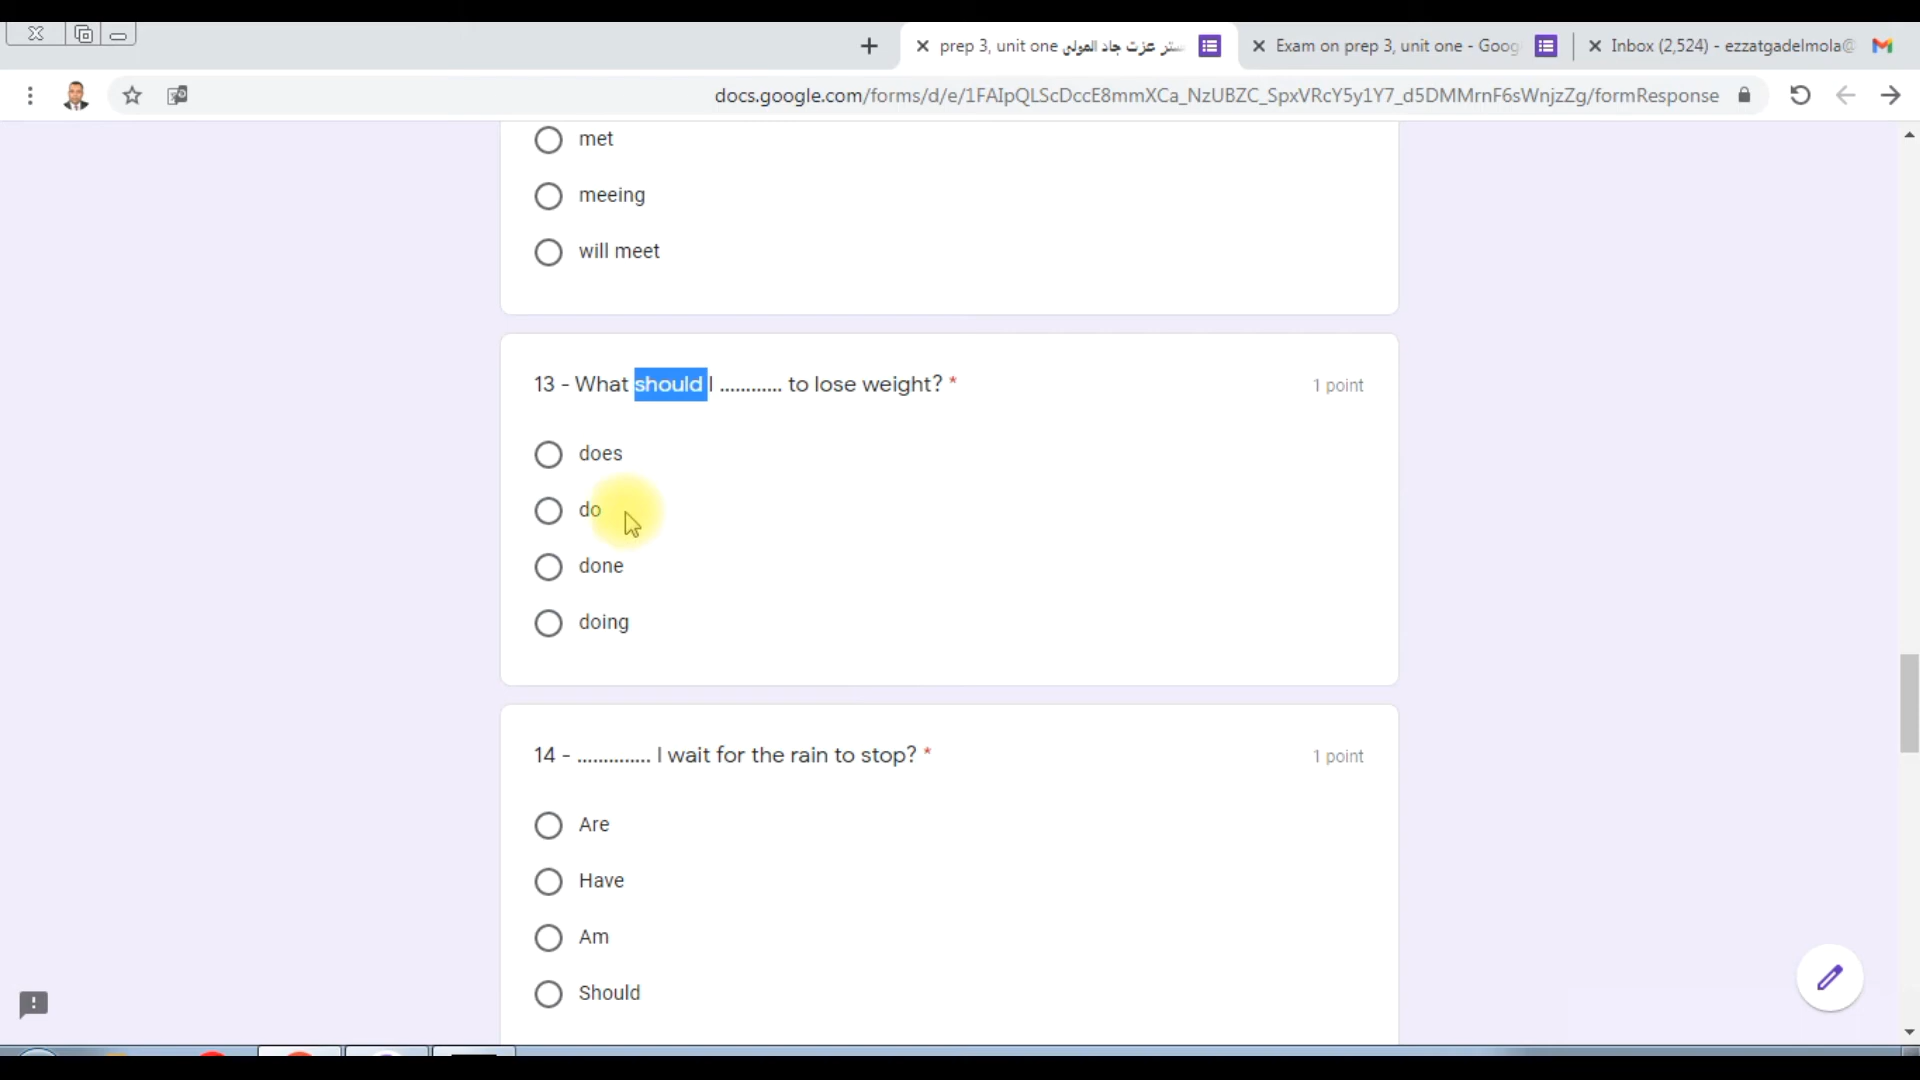 prep 3, unit one مستر عزت جاد المولى
Exam on prep 3, unit one - Goog
Inbox (2,524) - ezzatgadelmola@
docs.google.com/forms/d/e/1FAIpQLScDccE8mmXCa_NzUBZC_SpxVRcY5y1Y7_d5DMMrnF6sWnjzZg/formResponse
met
meeing
will meet
13 - What should I ............ to lose weight? *
1 point
does
do
done
doing
14 - .............. I wait for the rain to stop? *
1 point
Are
Have
Am
Should